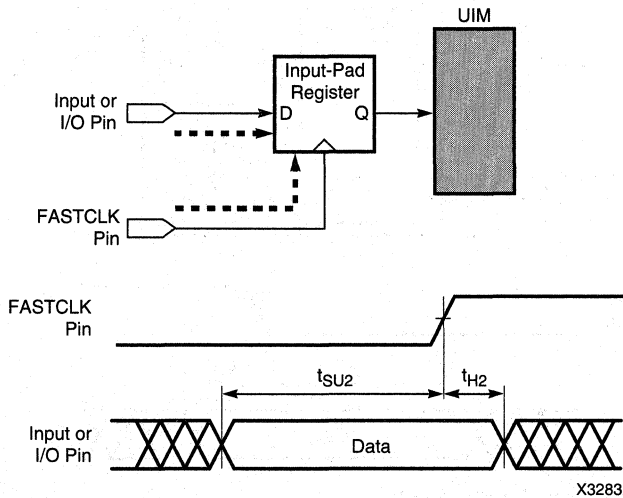 UIM
Input-Pad
Register
Input or
I/O Pin
D
Q
FASTCLK
Pin
FASTCLK
Pin
tSU2
tH2
Input or
I/O Pin
Data
X3283